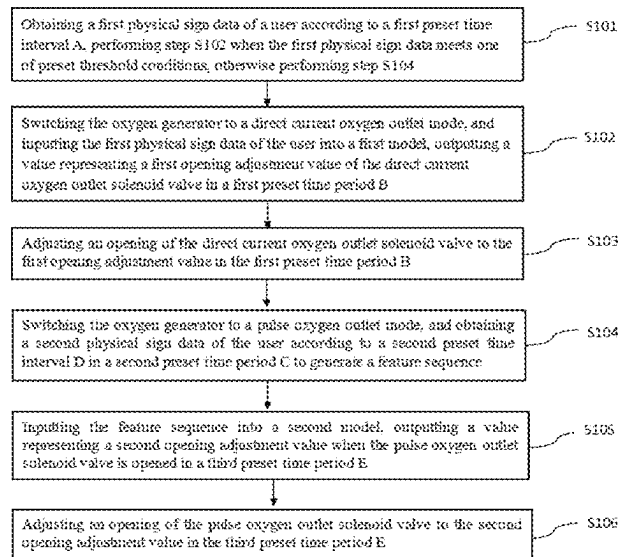 Obtaining a first physical sign data of a user according to a first preset time
interval A, performing step S102 when the first physical sign data meets one
of preset threshold conditions, otherwise performing step S104
S101
Switching the oxygen generator to a direct current oxygen outlet mode, and
inputting the first physical sign data of the user into a first model, outputting a
value representing a first opening adjustment value of the direct current
oxygen outlet solenoid valve in a first preset time period B
S102
Adjusting an opening of the direct current oxygen outlet solenoid valve to the
first opening adjustment value in the first preset time period B
S103
Switching the oxygen generator to a pulse oxygen outlet mode, and obtaining
a second physical sign data of the user according to a second preset time
interval D in a second preset time period C to generate a feature sequence
S104
Inputting the feature sequence into a second model, outputting a value
representing a second opening adjustment value when the pulse oxygen outlet
solenoid valve is opened in a third preset time period E
S105
Adjusting an opening of the pulse oxygen outlet solenoid valve to the second
opening adjustment value in the third preset time period E
S106